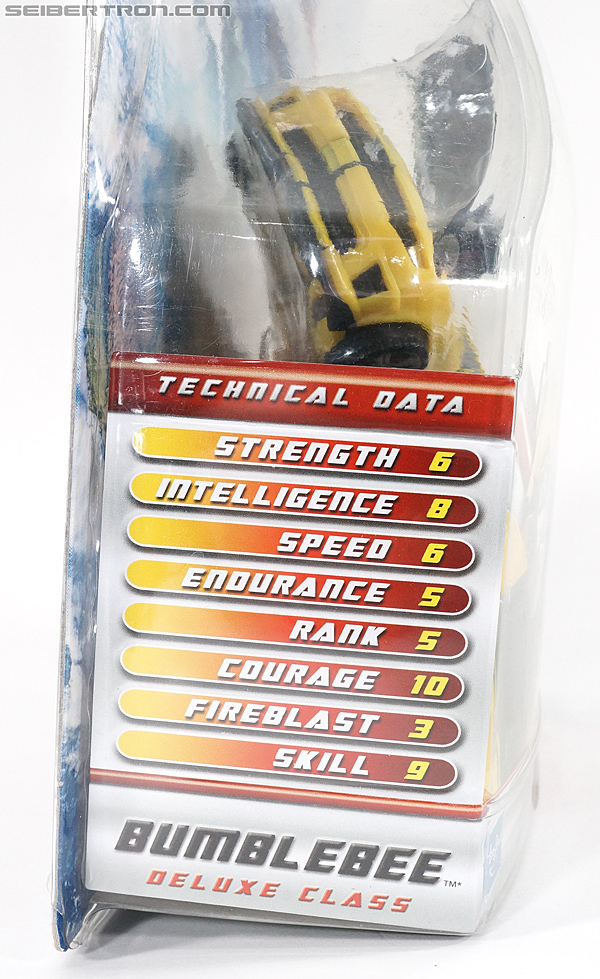 SEIBERTRON.COM
TECHNICAL DATA
STRENGTH 6
INTELLIGENCE 8
SPEED 6
ENDURANCE 5
RANK 5
COURAGE 10
FIREBLAST 3
SKILL 9
BUMBLEBEE™*
DELUXE CLASS